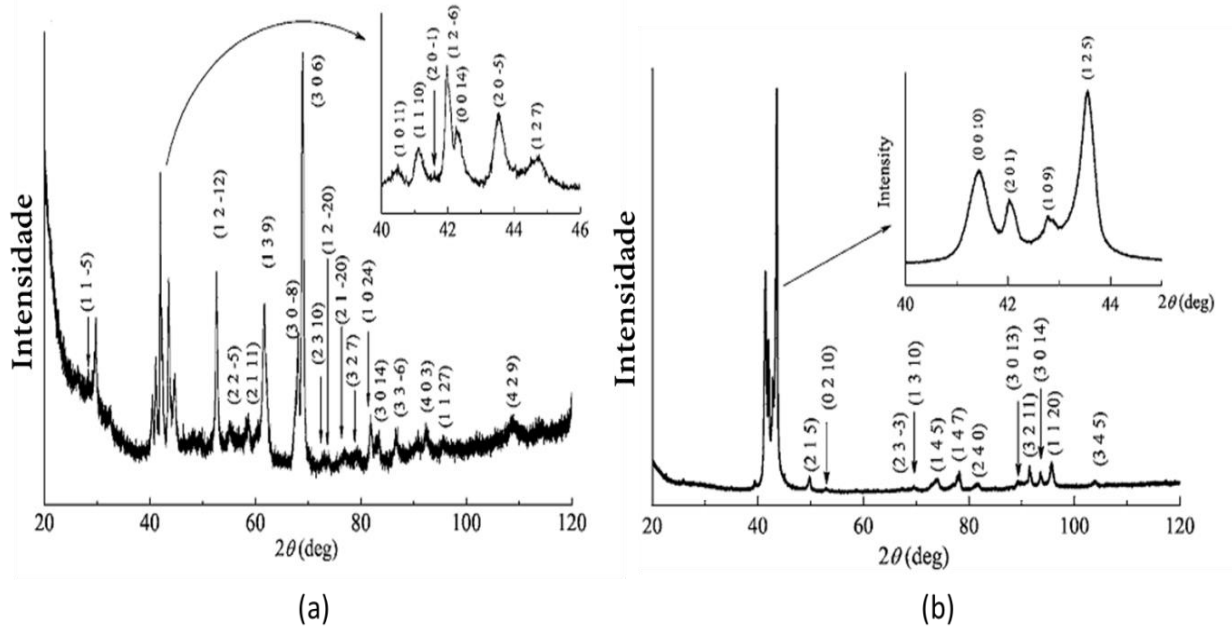 Intensidade
(1 1 -5)
(1 2 -12)
(2 2 -5)
(2 1 11)
(1 3 9)
(3 0 -8)
(3 0 6)
(2 3 10)
(1 2 -20)
(2 1 -20)
(3 2 7)
(1 0 24)
(3 0 14)
(3 3 -6)
(4 0 3)
(1 1 27)
(4 2 9)
20 40 60 80 100 120
2θ (deg)
(1 0 11)
(1 1 10)
(2 0 -1)
(1 2 -6)
(0 0 14)
(2 0 -5)
(1 2 7)
40 42 44 46
(a)
Intensidade
(2 1 5)
(0 2 10)
(2 3 -3)
(1 3 10)
(1 4 5)
(1 4 7)
(2 4 0)
(3 0 13)
(3 2 11)
(3 0 14)
(1 1 20)
(3 4 5)
20 40 60 80 100 120
2θ (deg)
Intensity
(0 0 10)
(2 0 1)
(1 0 9)
(1 2 5)
40 42 44
2θ (deg)
(b)